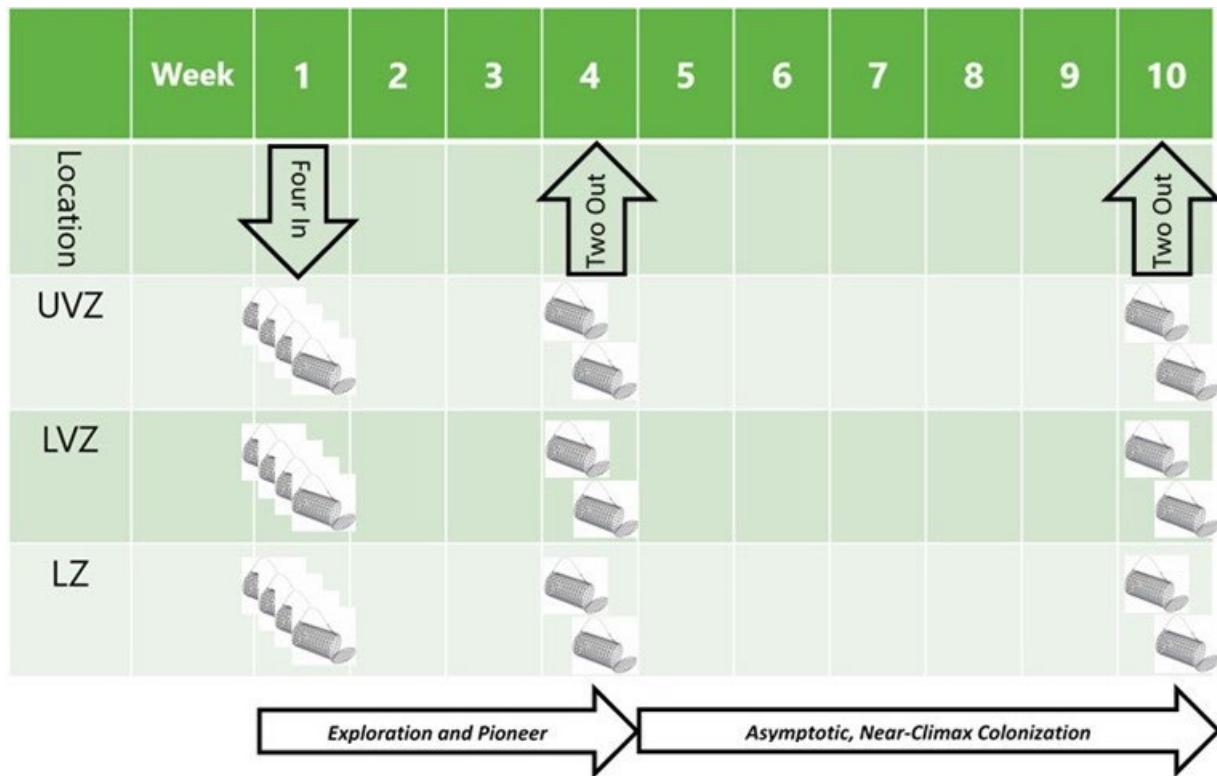 Week 1 2 3 4 5 6 7 8 9 10
Location
Four In
Two Out
Two Out
UVZ
LVZ
LZ
Exploration and Pioneer
Asymptotic, Near-Climax Colonization